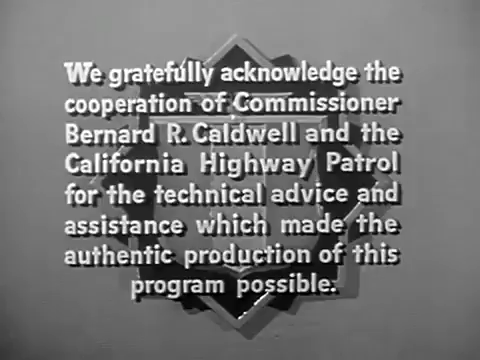 We gratefully acknowledge the
cooperation of Commissioner
Bernard R. Caldwell and the
California Highway Patrol
for the technical advice and
assistance which made the
authentic production of this
program possible.